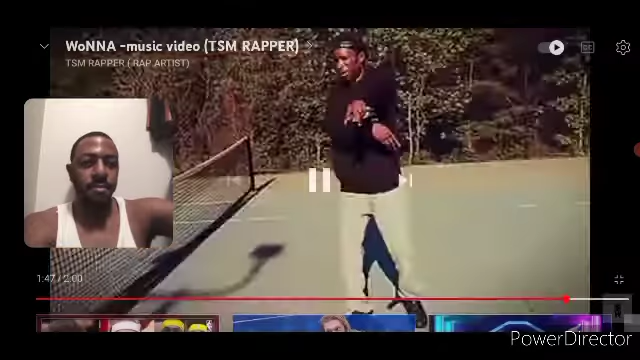 WoNNA -music video (TSM RAPPER)
TSM RAPPER ( RAP ARTIST)
1:47 / 2:00
PowerDirector